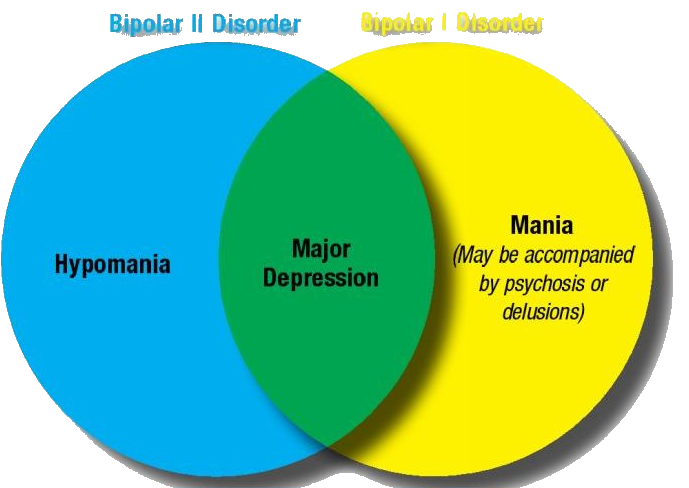 Bipolar II Disorder
Bipolar I Disorder
Hypomania
Major
Depression
Mania
(May be accompanied
by psychosis or
delusions)